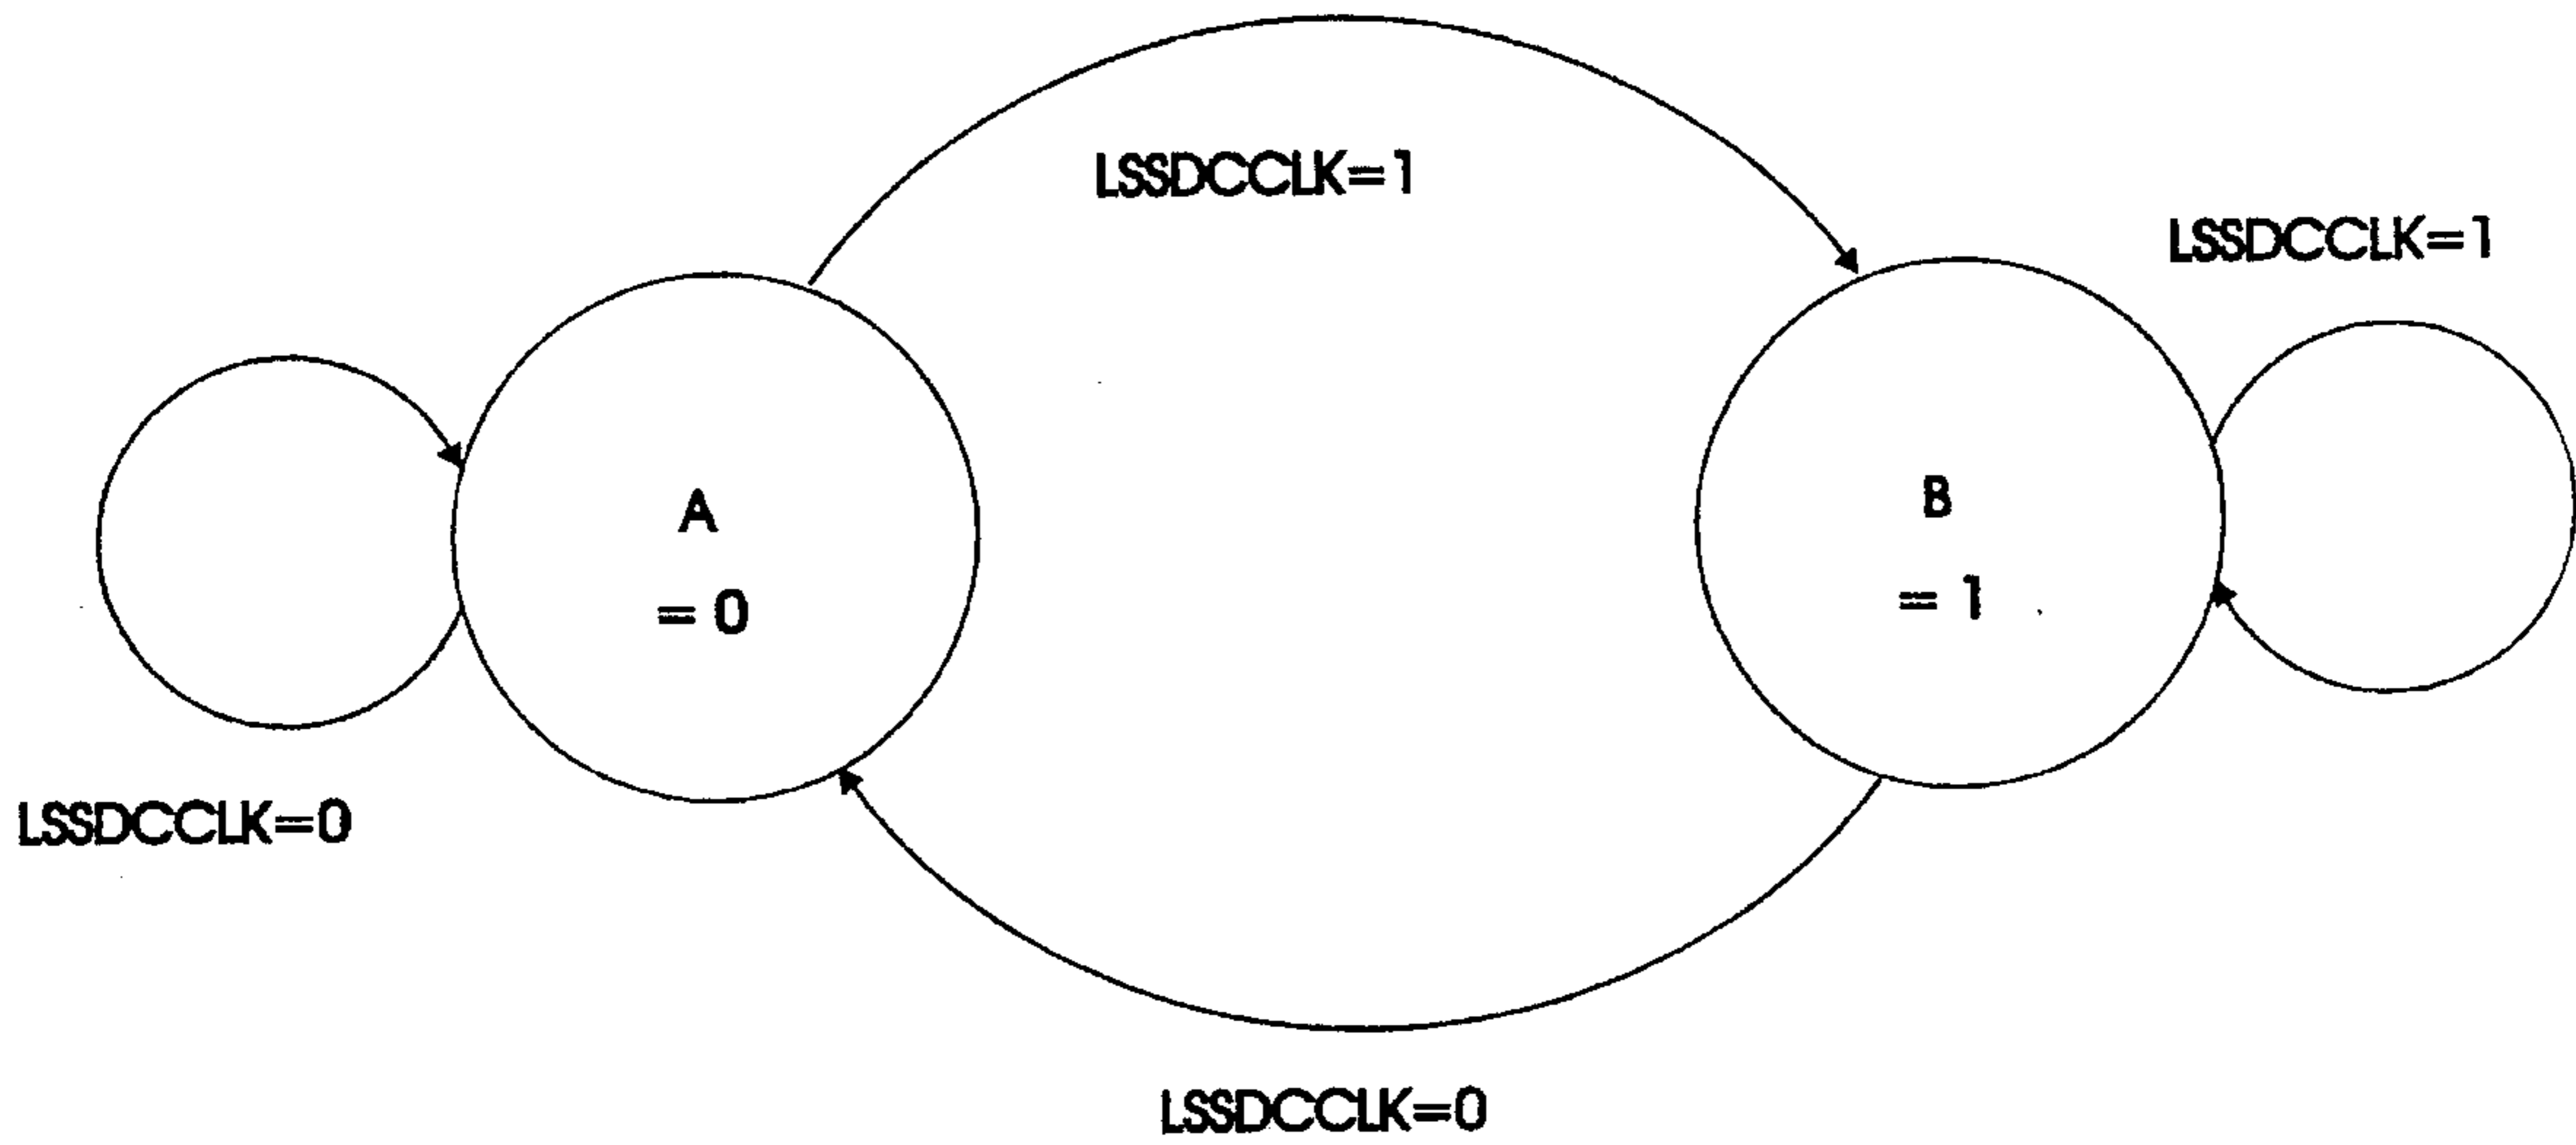 LSSDCCLK=1
LSSDCCLK=1
A
= 0
B
= 1
LSSDCCLK=0
LSSDCCLK=0